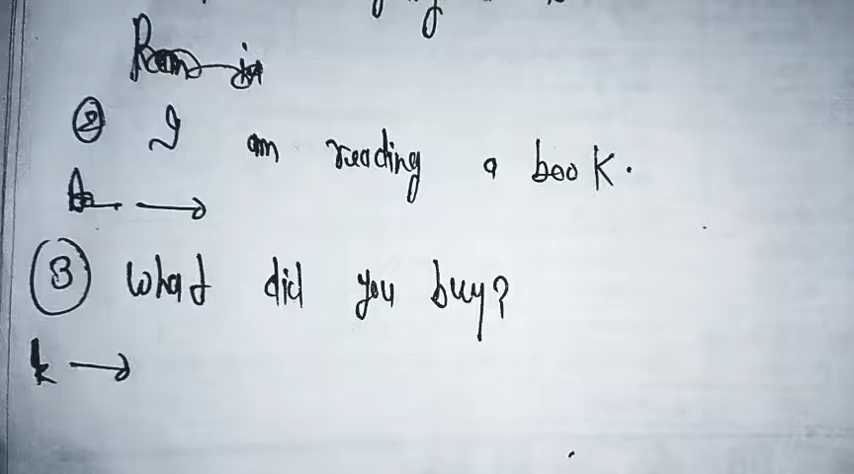 ② I am reading a book.
→
③ What did you buy?
k →